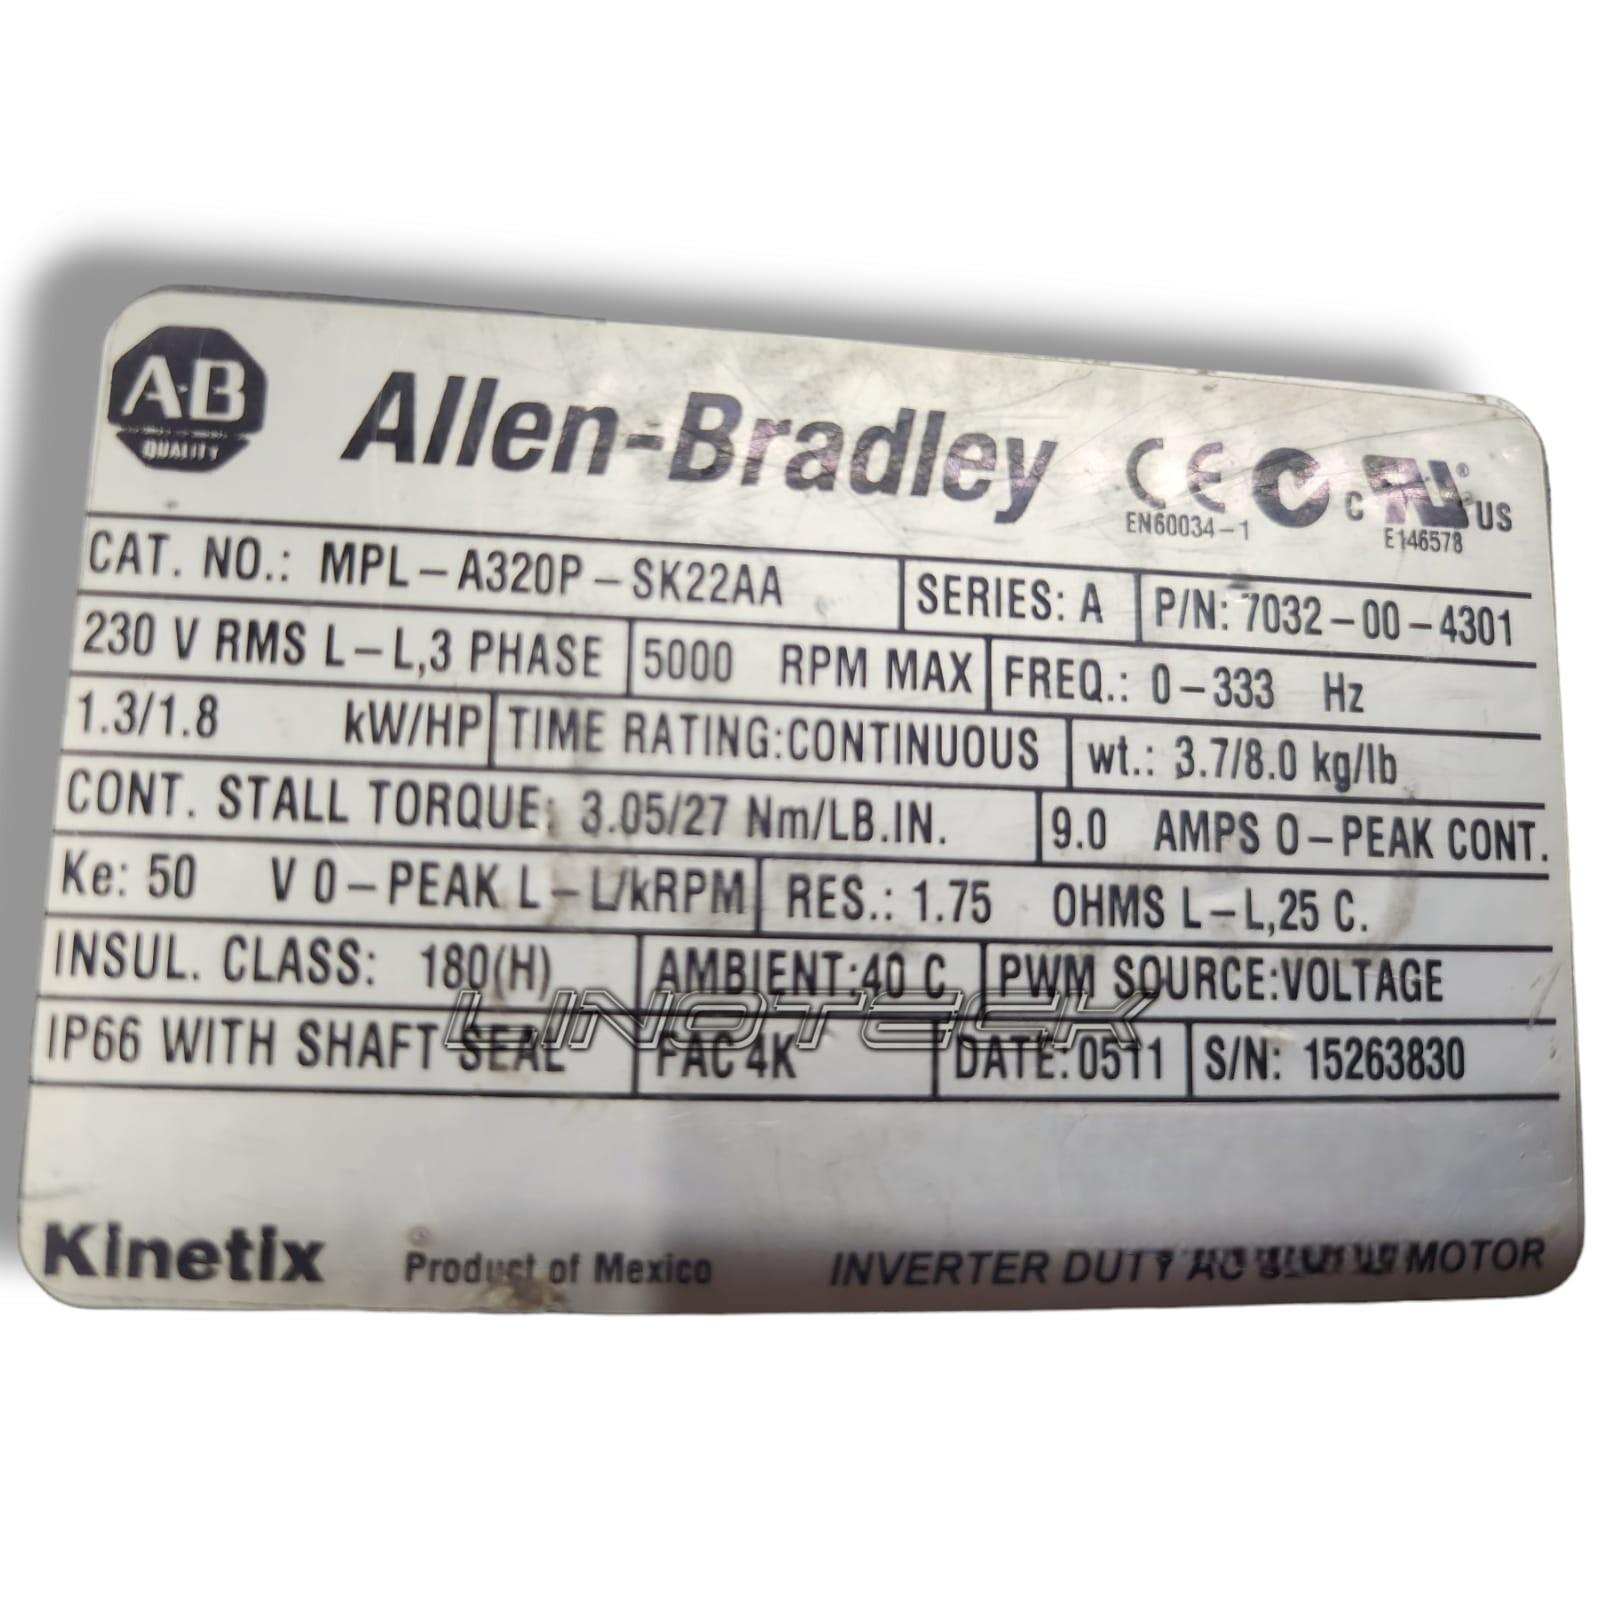 A-B
QUALITY
Allen-Bradley
CE
EN60034-1
C
US
®
E146578
CAT. NO.: MPL-A320P-SK22AA SERIES: A P/N: 7032-00-4301
230 V RMS L-L,3 PHASE 5000 RPM MAX FREQ.: 0-333 Hz
1.3/1.8 kW/HP TIME RATING:CONTINUOUS wt.: 3.7/8.0 kg/lb
CONT. STALL TORQUE: 3.05/27 Nm/LB.IN. 9.0 AMPS 0-PEAK CONT.
Ke: 50 V 0-PEAK L-L/kRPM RES.: 1.75 OHMS L-L,25 C.
INSUL. CLASS: 180(H) AMBIENT:40 C PWM SOURCE:VOLTAGE
LINOTECK
IP66 WITH SHAFT SEAL FAC 4K DATE:0511 S/N: 15263830
Kinetix ® Product of Mexico INVERTER DUTY AC MOTOR